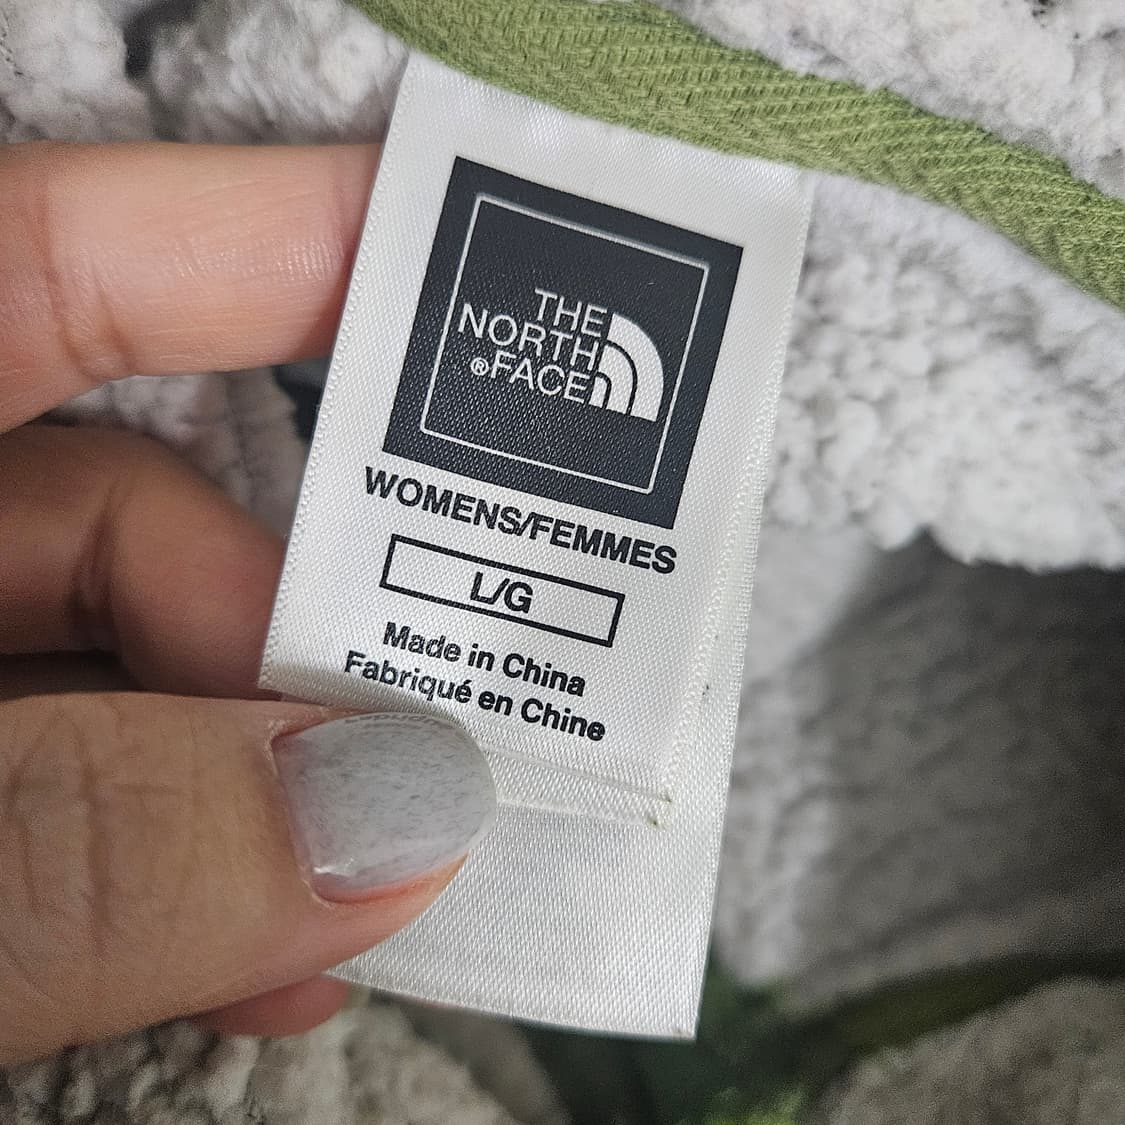 THE
NORTH
®FACE
WOMENS/FEMMES
L/G
Made in China
Fabriqué en Chine